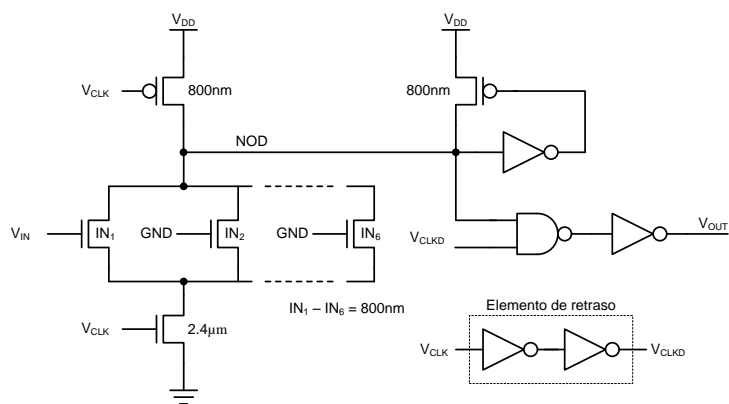 VDD
VDD
VCLK
800nm
800nm
NOD
VIN
IN1
GND
IN2
GND
IN6
VCLKD
VOUT
IN1 – IN6 = 800nm
VCLK
2.4μm
Elemento de retraso
VCLK
VCLKD